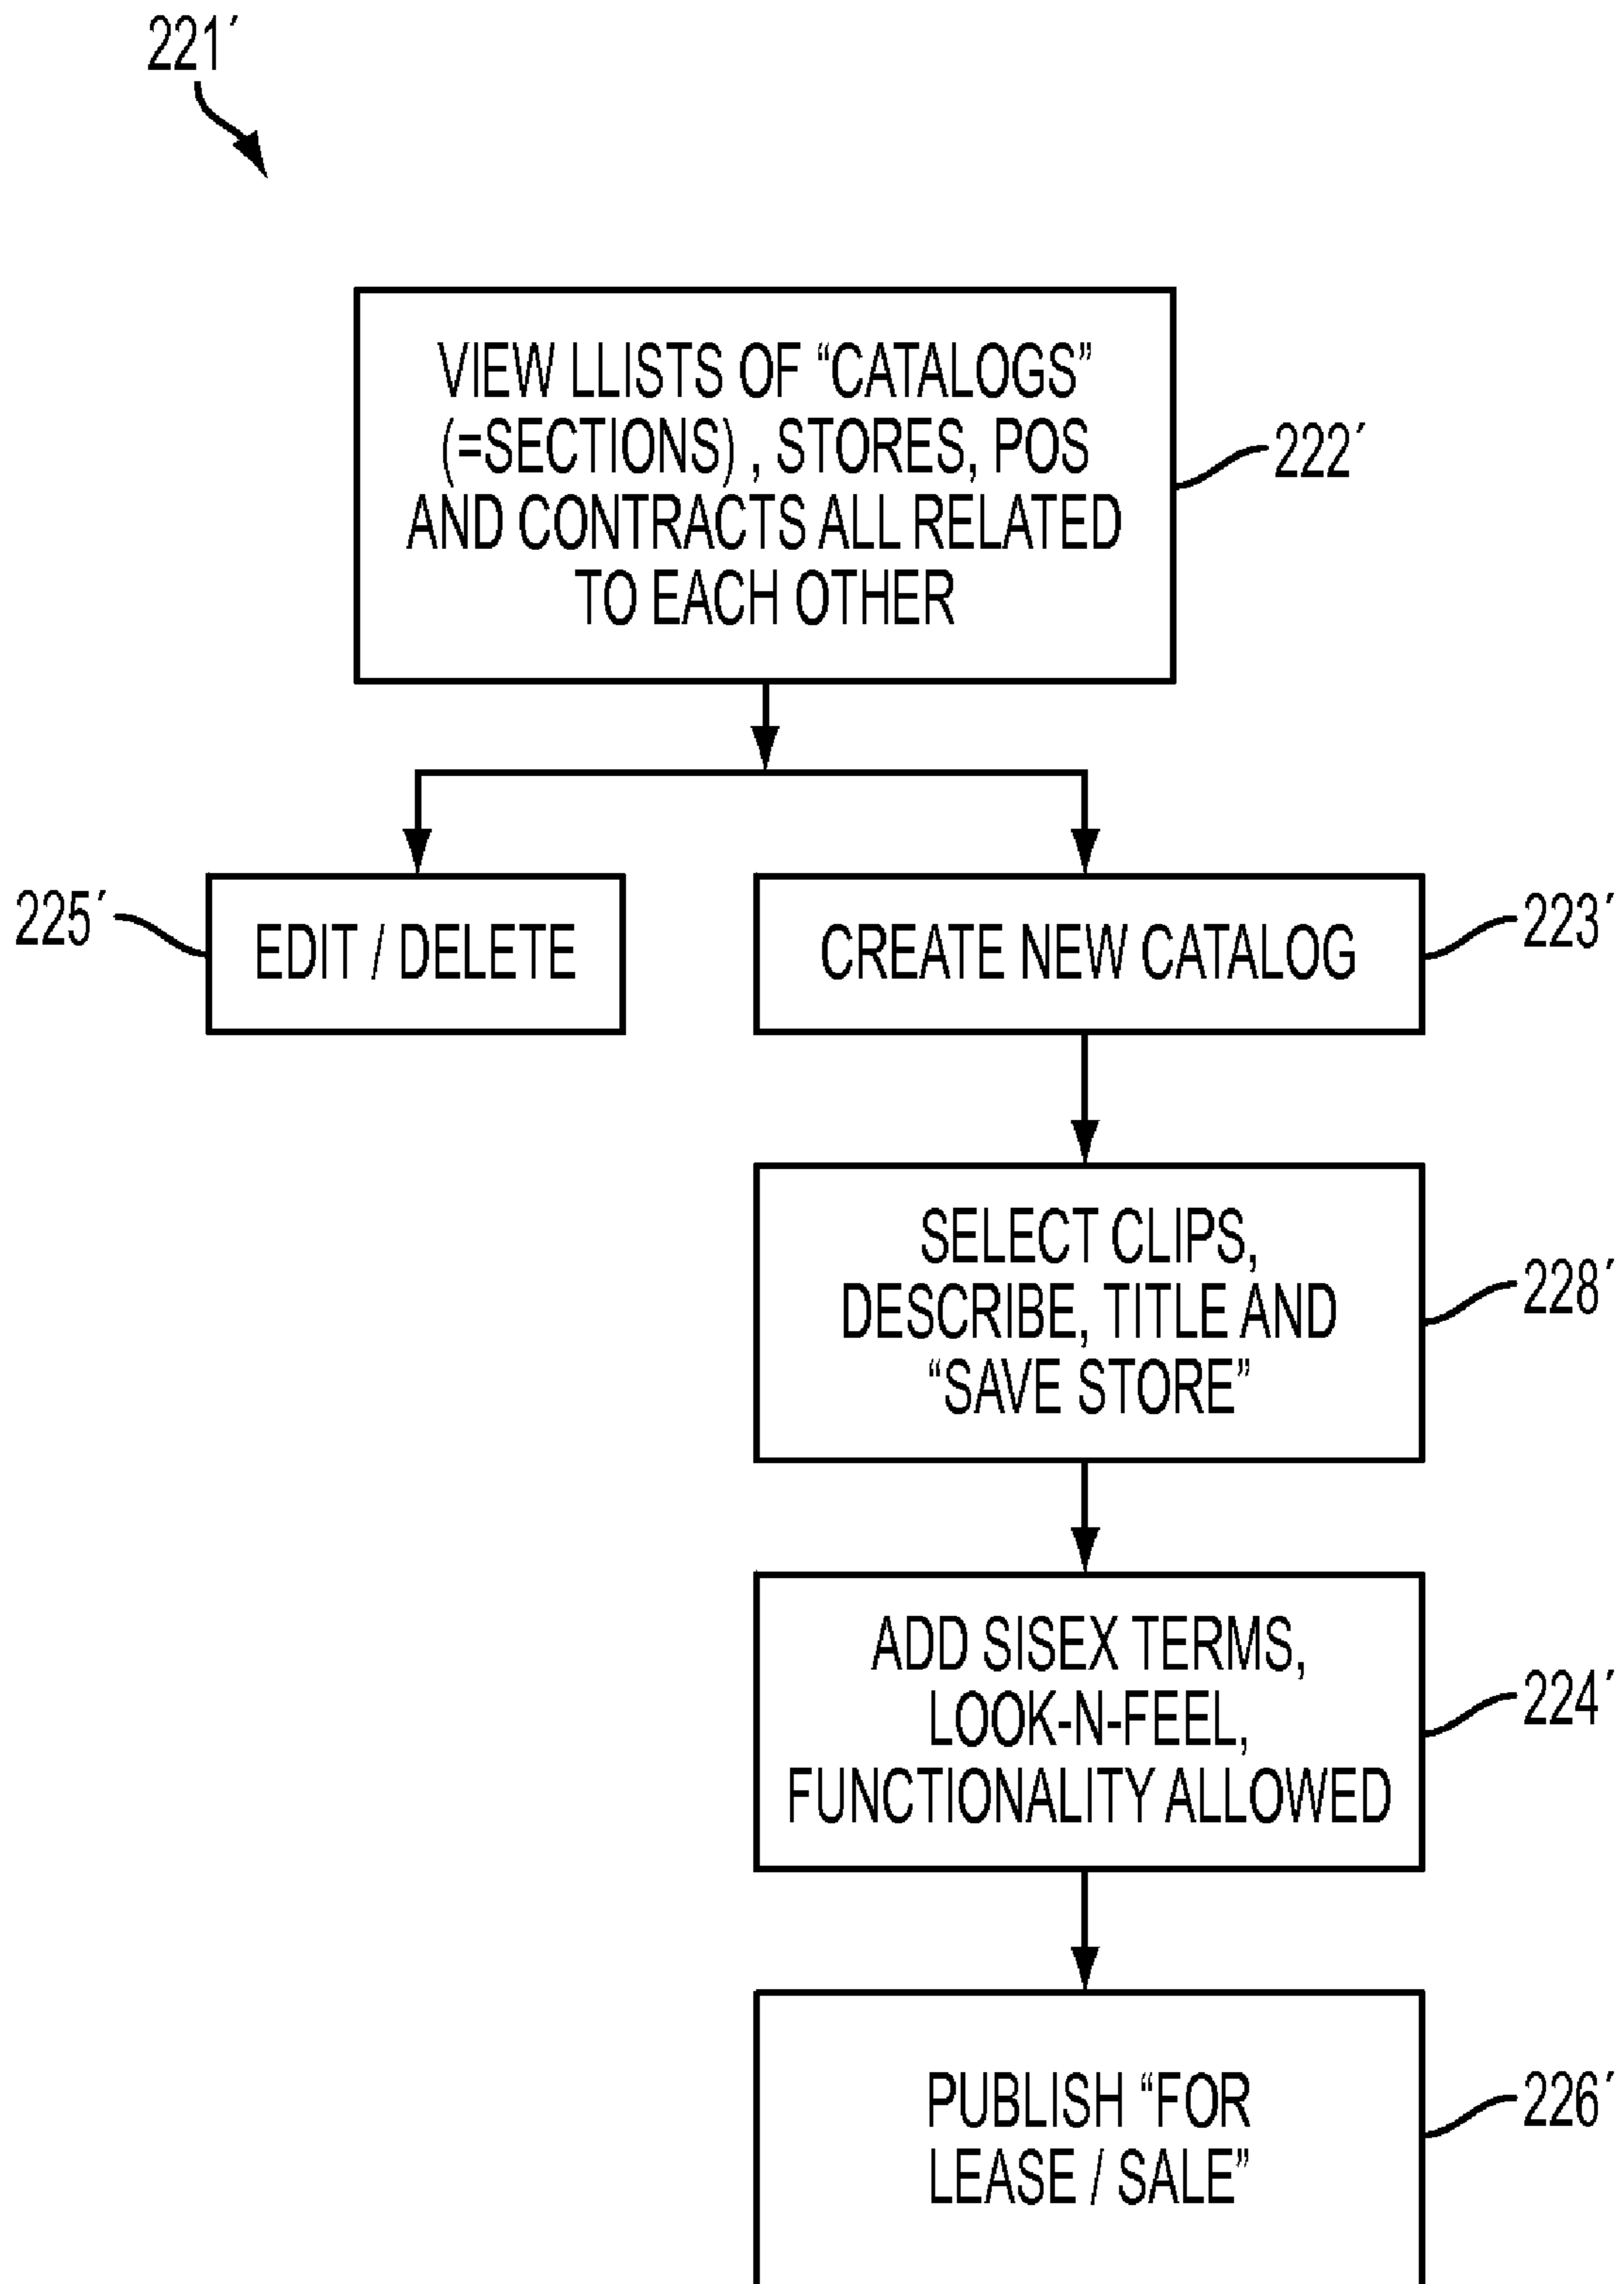 221′
VIEW LLISTS OF “CATALOGS”
(=SECTIONS) , STORES, POS
AND CONTRACTS ALL RELATED
TO EACH OTHER
222′
225′
EDIT / DELETE
CREATE NEW CATALOG
223′
SELECT CLIPS,
DESCRIBE, TITLE AND
“SAVE STORE”
228′
ADD SISEX TERMS,
LOOK-N-FEEL,
FUNCTIONALITY ALLOWED
224′
PUBLISH “FOR
LEASE / SALE”
226′